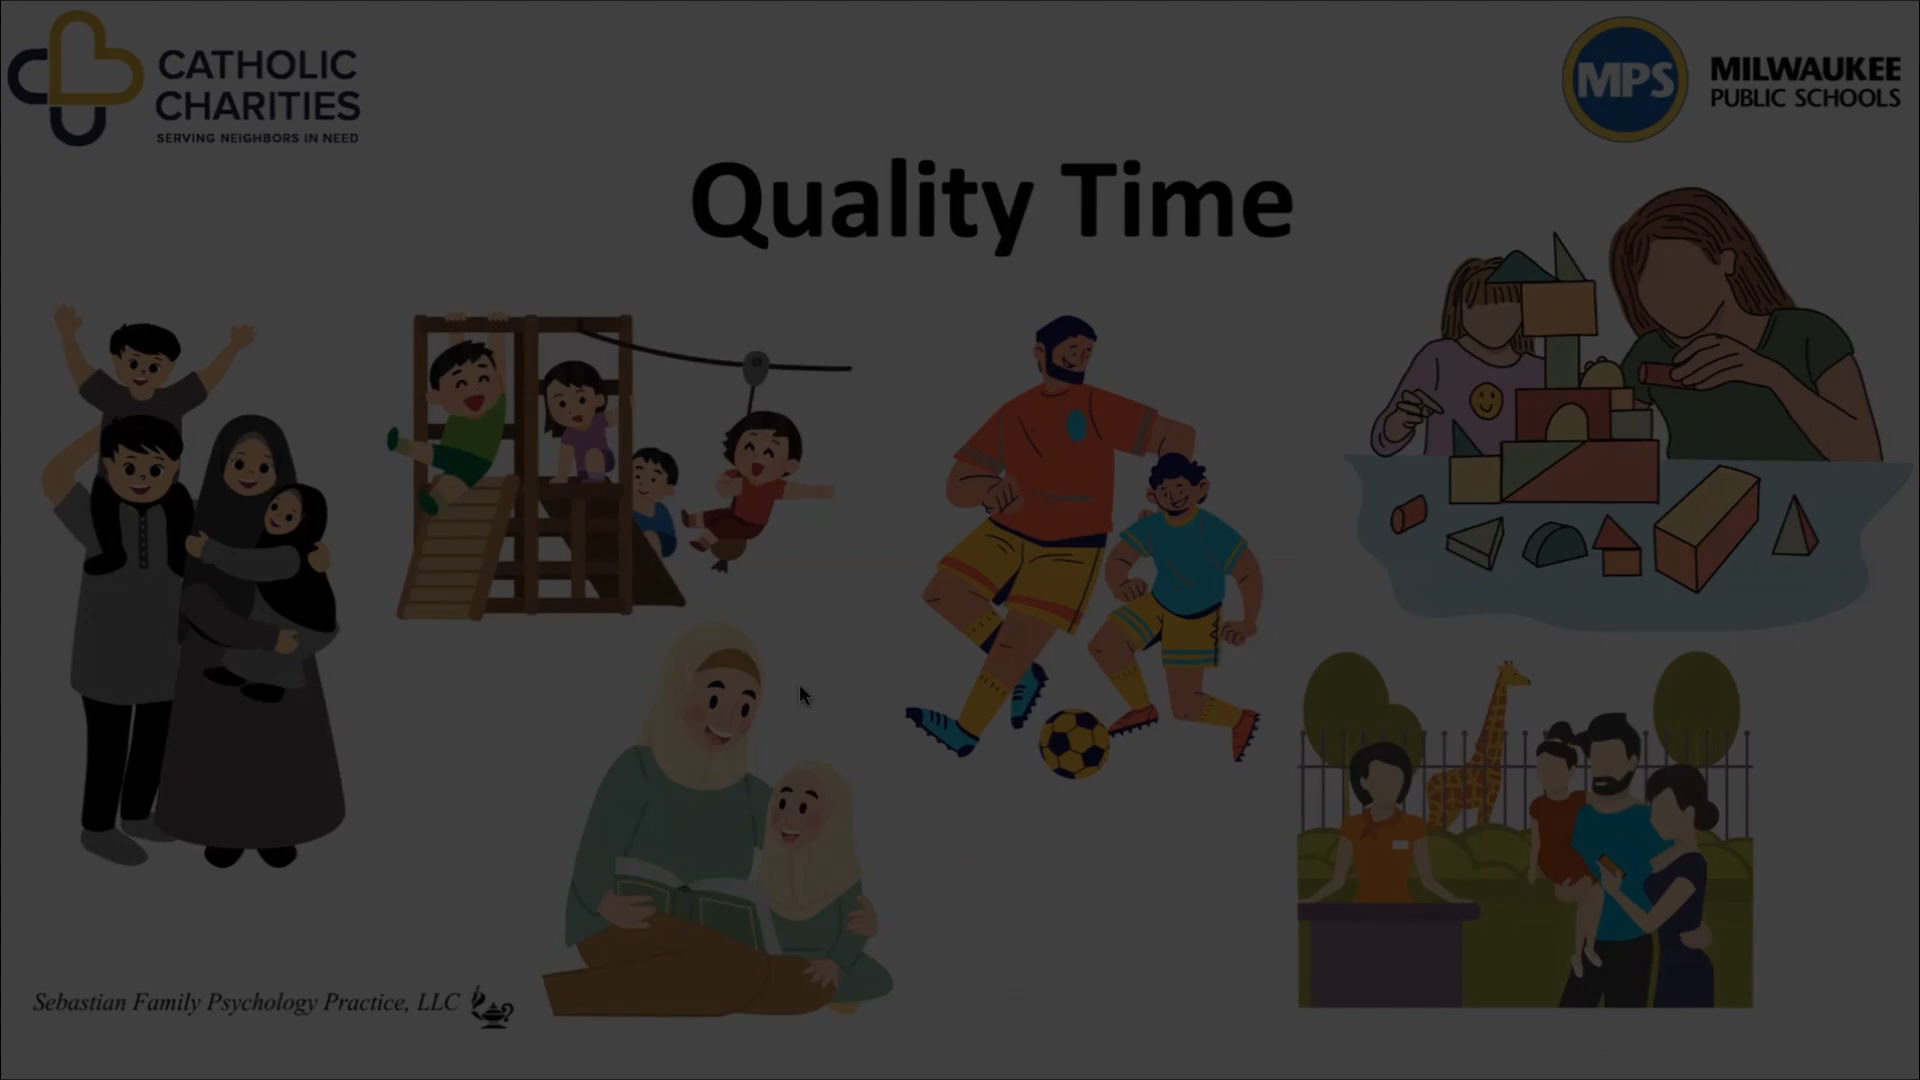 CATHOLIC
CHARITIES
SERVING NEIGHBORS IN NEED
MPS
MILWAUKEE
PUBLIC SCHOOLS
Quality Time
Sebastian Family Psychology Practice, LLC